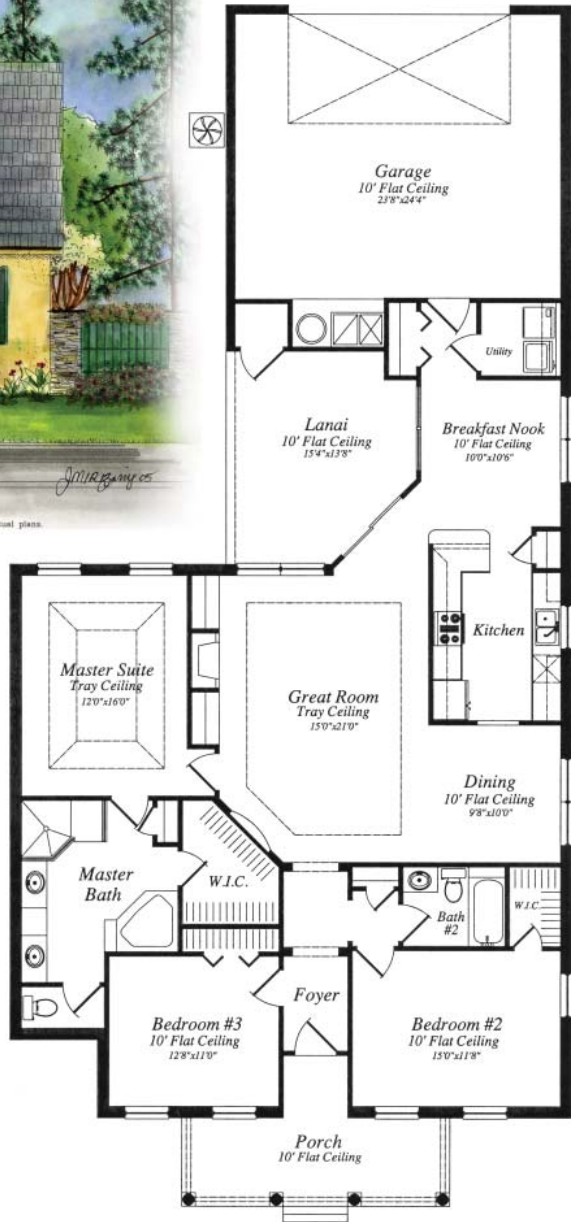 Garage
10' Flat Ceiling
23'8"x24'4"
Utility
Lanai
10' Flat Ceiling
15'4"x13'8"
Breakfast Nook
10' Flat Ceiling
10'0"x10'6"
tual plans.
Kitchen
Master Suite
Tray Ceiling
12'0"x16'0"
Great Room
Tray Ceiling
15'0"x21'0"
Dining
10' Flat Ceiling
9'8"x10'0"
Master
Bath
W.I.C.
Bath
#2
W.I.C.
Foyer
Bedroom #3
10' Flat Ceiling
12'8"x11'0"
Bedroom #2
10' Flat Ceiling
15'0"x11'8"
Porch
10' Flat Ceiling